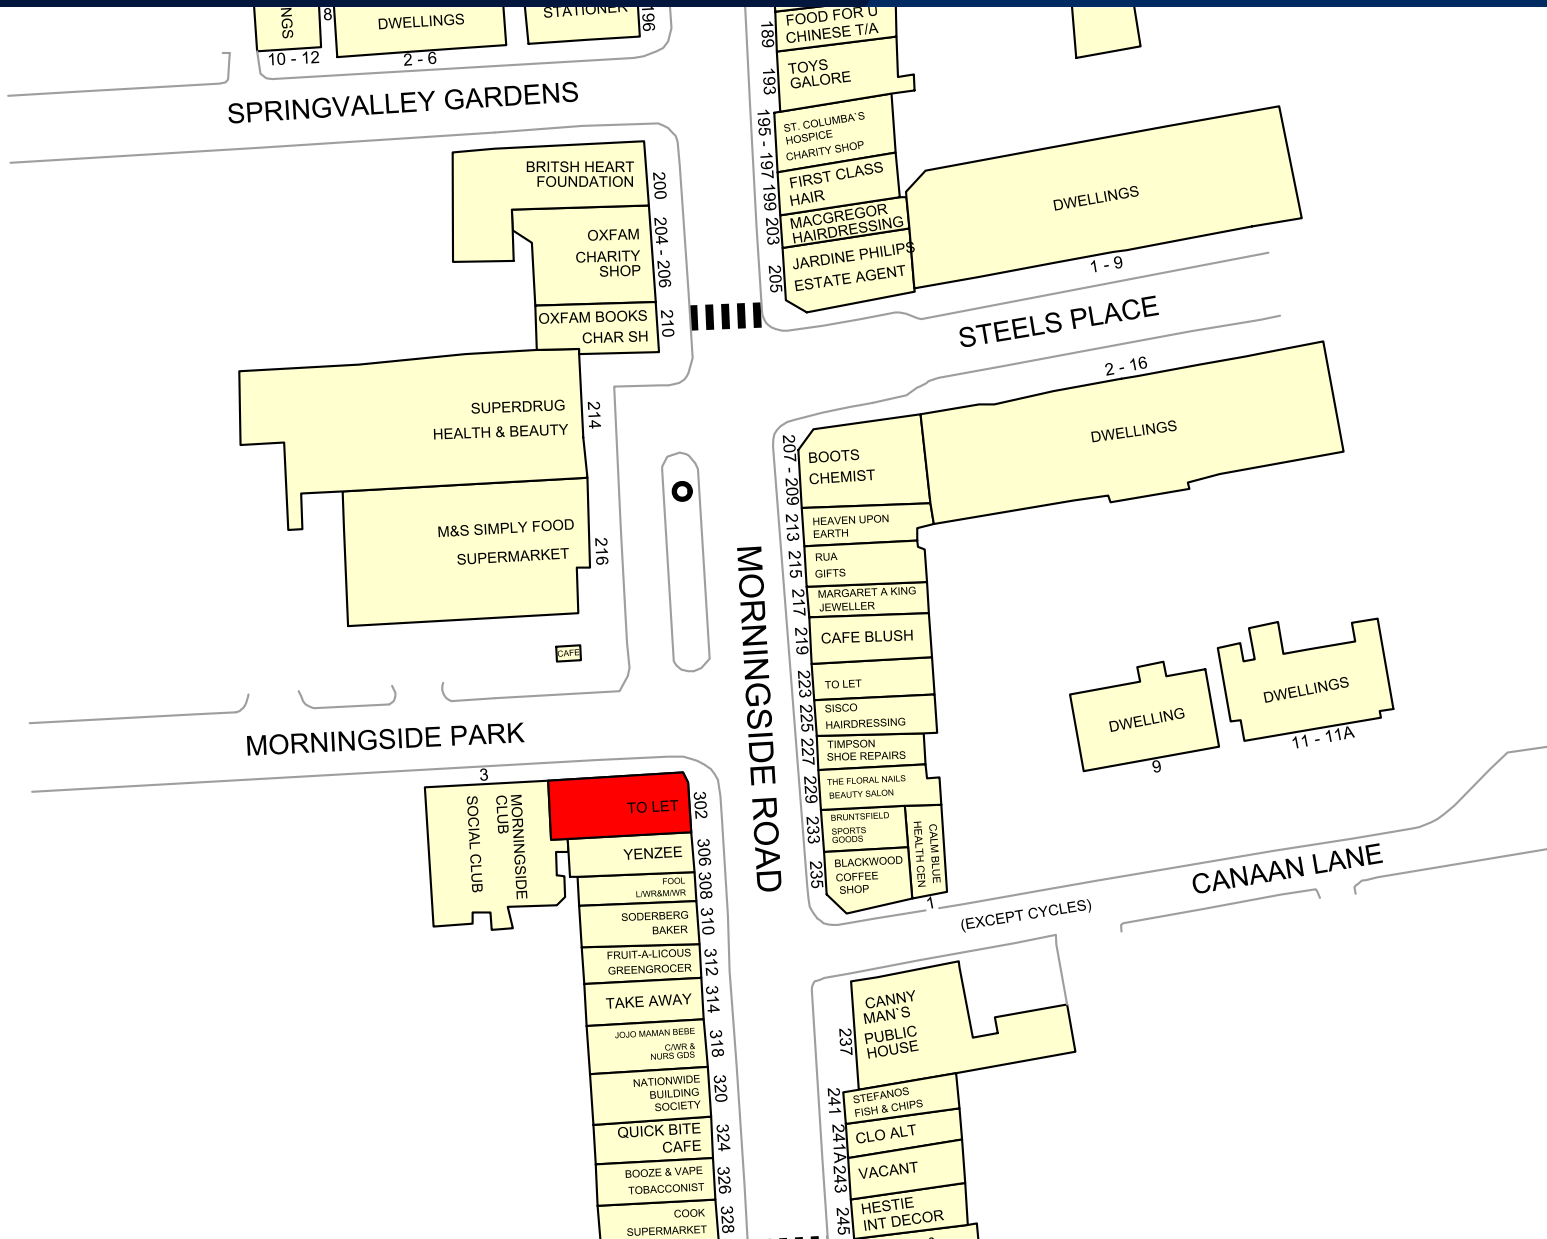 NGS
10 - 12
8
DWELLINGS
2 - 6
STATIONER
196
SPRINGVALLEY GARDENS
BRITSH HEART
FOUNDATION
200
OXFAM
CHARITY
SHOP
204 - 206
OXFAM BOOKS
CHAR SH
210
SUPERDRUG
HEALTH & BEAUTY
214
M&S SIMPLY FOOD
SUPERMARKET
216
CAFE
MORNINGSIDE PARK
3
MORNINGSIDE
CLUB
SOCIAL CLUB
TO LET
302
YENZEE
306
FOOL
L/WR&M/WR
308
SODERBERG
BAKER
310
FRUIT-A-LICOUS
GREENGROCER
312
TAKE AWAY
314
JOJO MAMAN BEBE
C/WR &
NURS GDS
318
NATIONWIDE
BUILDING
SOCIETY
320
QUICK BITE
CAFE
324
BOOZE & VAPE
TOBACCONIST
326
COOK
SUPERMARKET
328
MORNINGSIDE ROAD
189
FOOD FOR U
CHINESE T/A
193
TOYS
GALORE
195 - 197
ST. COLUMBA`S
HOSPICE
CHARITY SHOP
199
FIRST CLASS
HAIR
203
MACGREGOR
HAIRDRESSING
205
JARDINE PHILIPS
ESTATE AGENT
DWELLINGS
1 - 9
STEELS PLACE
2 - 16
DWELLINGS
207 - 209
BOOTS
CHEMIST
213
HEAVEN UPON
EARTH
215
RUA
GIFTS
217
MARGARET A KING
JEWELLER
219
CAFE BLUSH
223
TO LET
225
SISCO
HAIRDRESSING
227
TIMPSON
SHOE REPAIRS
229
THE FLORAL NAILS
BEAUTY SALON
233
BRUNTSFIELD
SPORTS
GOODS
235
BLACKWOOD
COFFEE
SHOP
CALM BLUE
HEALTH CEN
1
DWELLING
9
DWELLINGS
11 - 11A
CANAAN LANE
(EXCEPT CYCLES)
237
CANNY
MAN`S
PUBLIC
HOUSE
241
STEFANOS
FISH & CHIPS
241A
CLO ALT
243
VACANT
245
HESTIE
INT DECOR